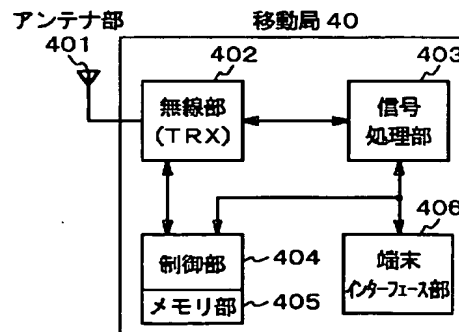 アンテナ部
401
移動局 40
402
無線部
(TRX)
403
信号
処理部
制御部
404
メモリ部
405
406
端末
インターフェース部